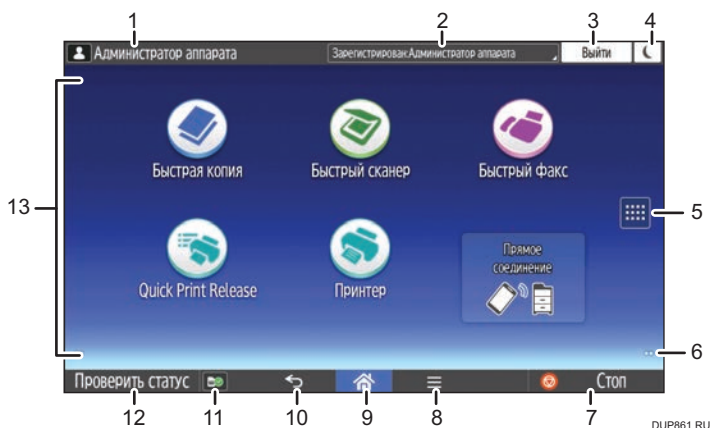 1 2 3 4
Администратор аппарата Зарегистрирован:Администратор аппарата Выйти
Быстрая копия Быстрый сканер Быстрый факс
13
5
Quick Print Release Принтер Прямое
соединение
6
Проверить статус Стоп
12 11 10 9 8 7
DUP861 RU